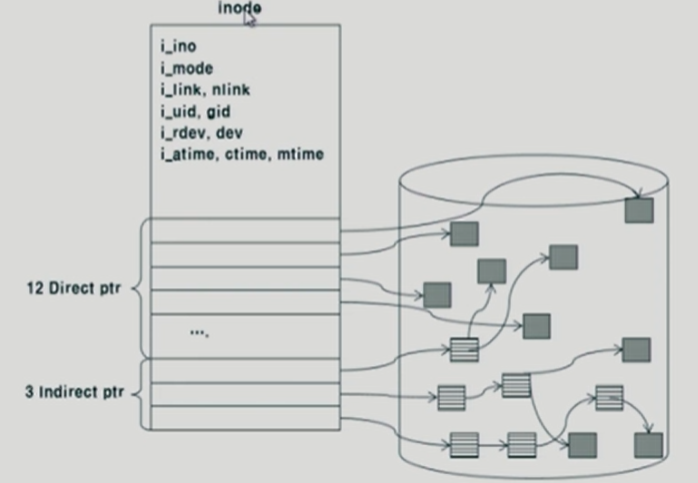 inode
i_ino
i_mode
i_link, nlink
i_uid, gid
i_rdev, dev
i_atime, ctime, mtime
12 Direct ptr
....
3 Indirect ptr